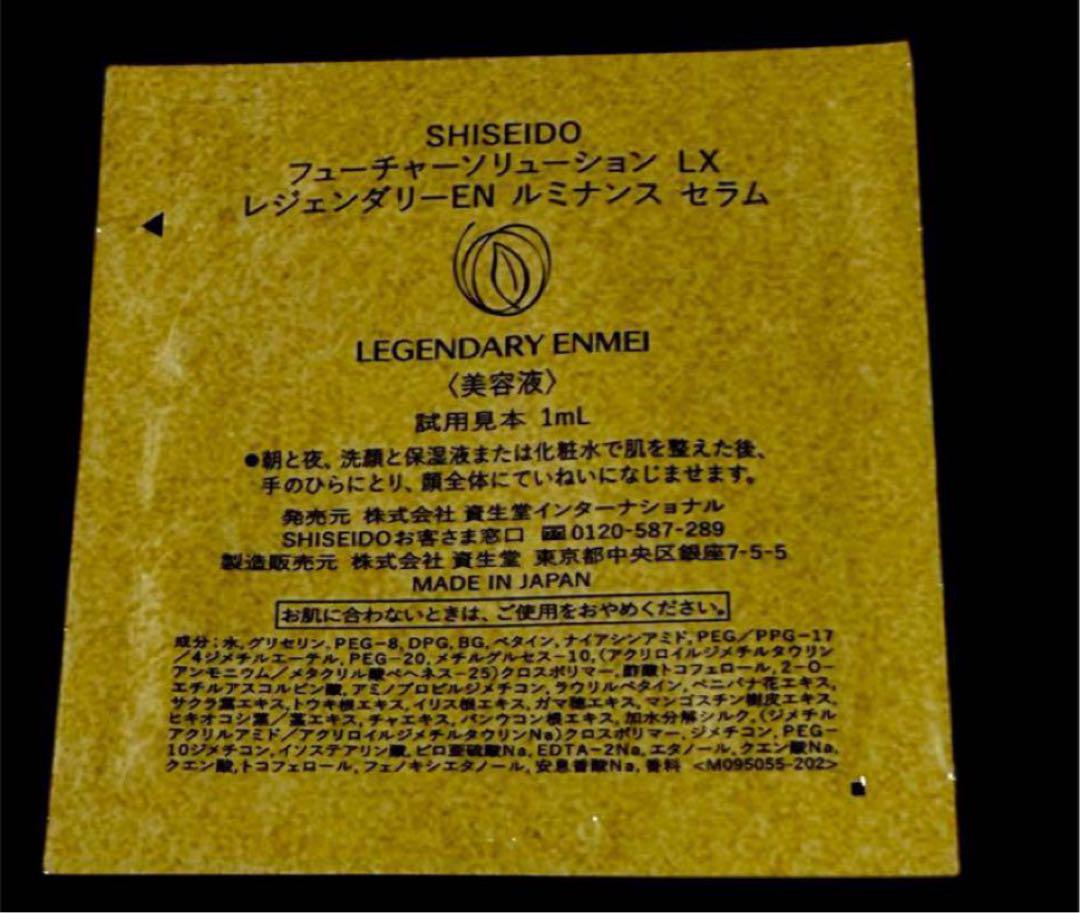 SHISEIDO
フューチャーソリューション LX
レジェンダリーEN ルミナンス セラム
LEGENDARY ENMEI
〈美容液〉
試用見本 1mL
●朝と夜、洗顔と保湿液または化粧水で肌を整えた後、
手のひらにとり、顔全体にていねいになじませます。
発売元 株式会社 資生堂インターナショナル
SHISEIDOお客さま窓口 0120-587-289
製造販売元 株式会社 資生堂 東京都中央区銀座7-5-5
MADE IN JAPAN
お肌に合わないときは、ご使用をおやめください。
成分:水,グリセリン,PEG-8,DPG,BG,ベタイン,ナイアシンアミド,PEG/PPG-17
/4ジメチルエーテル,PEG-20,メチルグルセス-10,(アクリロイルジメチルタウリン
アンモニウム/メタクリル酸ベヘネス-25)クロスポリマー,酢酸トコフェロール,2-O-
エチルアスコルビン酸,アミノプロピルジメチコン,ラウリルベタイン,ベニバナ花エキス,
サクラ葉エキス,トウキ根エキス,イリス根エキス,ガマ穂エキス,マンゴスチン樹皮エキス,
ヒキオコシ葉/茎エキス,チャエキス,バンウコン根エキス,加水分解シルク,(ジメチル
アクリルアミド/アクリロイルジメチルタウリンNa)クロスポリマー,ジメチコン,PEG-
10ジメチコン,イソステアリン酸,ピロ亜硫酸Na,EDTA-2Na,エタノール,クエン酸Na,
クエン酸,トコフェロール,フェノキシエタノール,安息香酸Na,香料 <M095055-202>